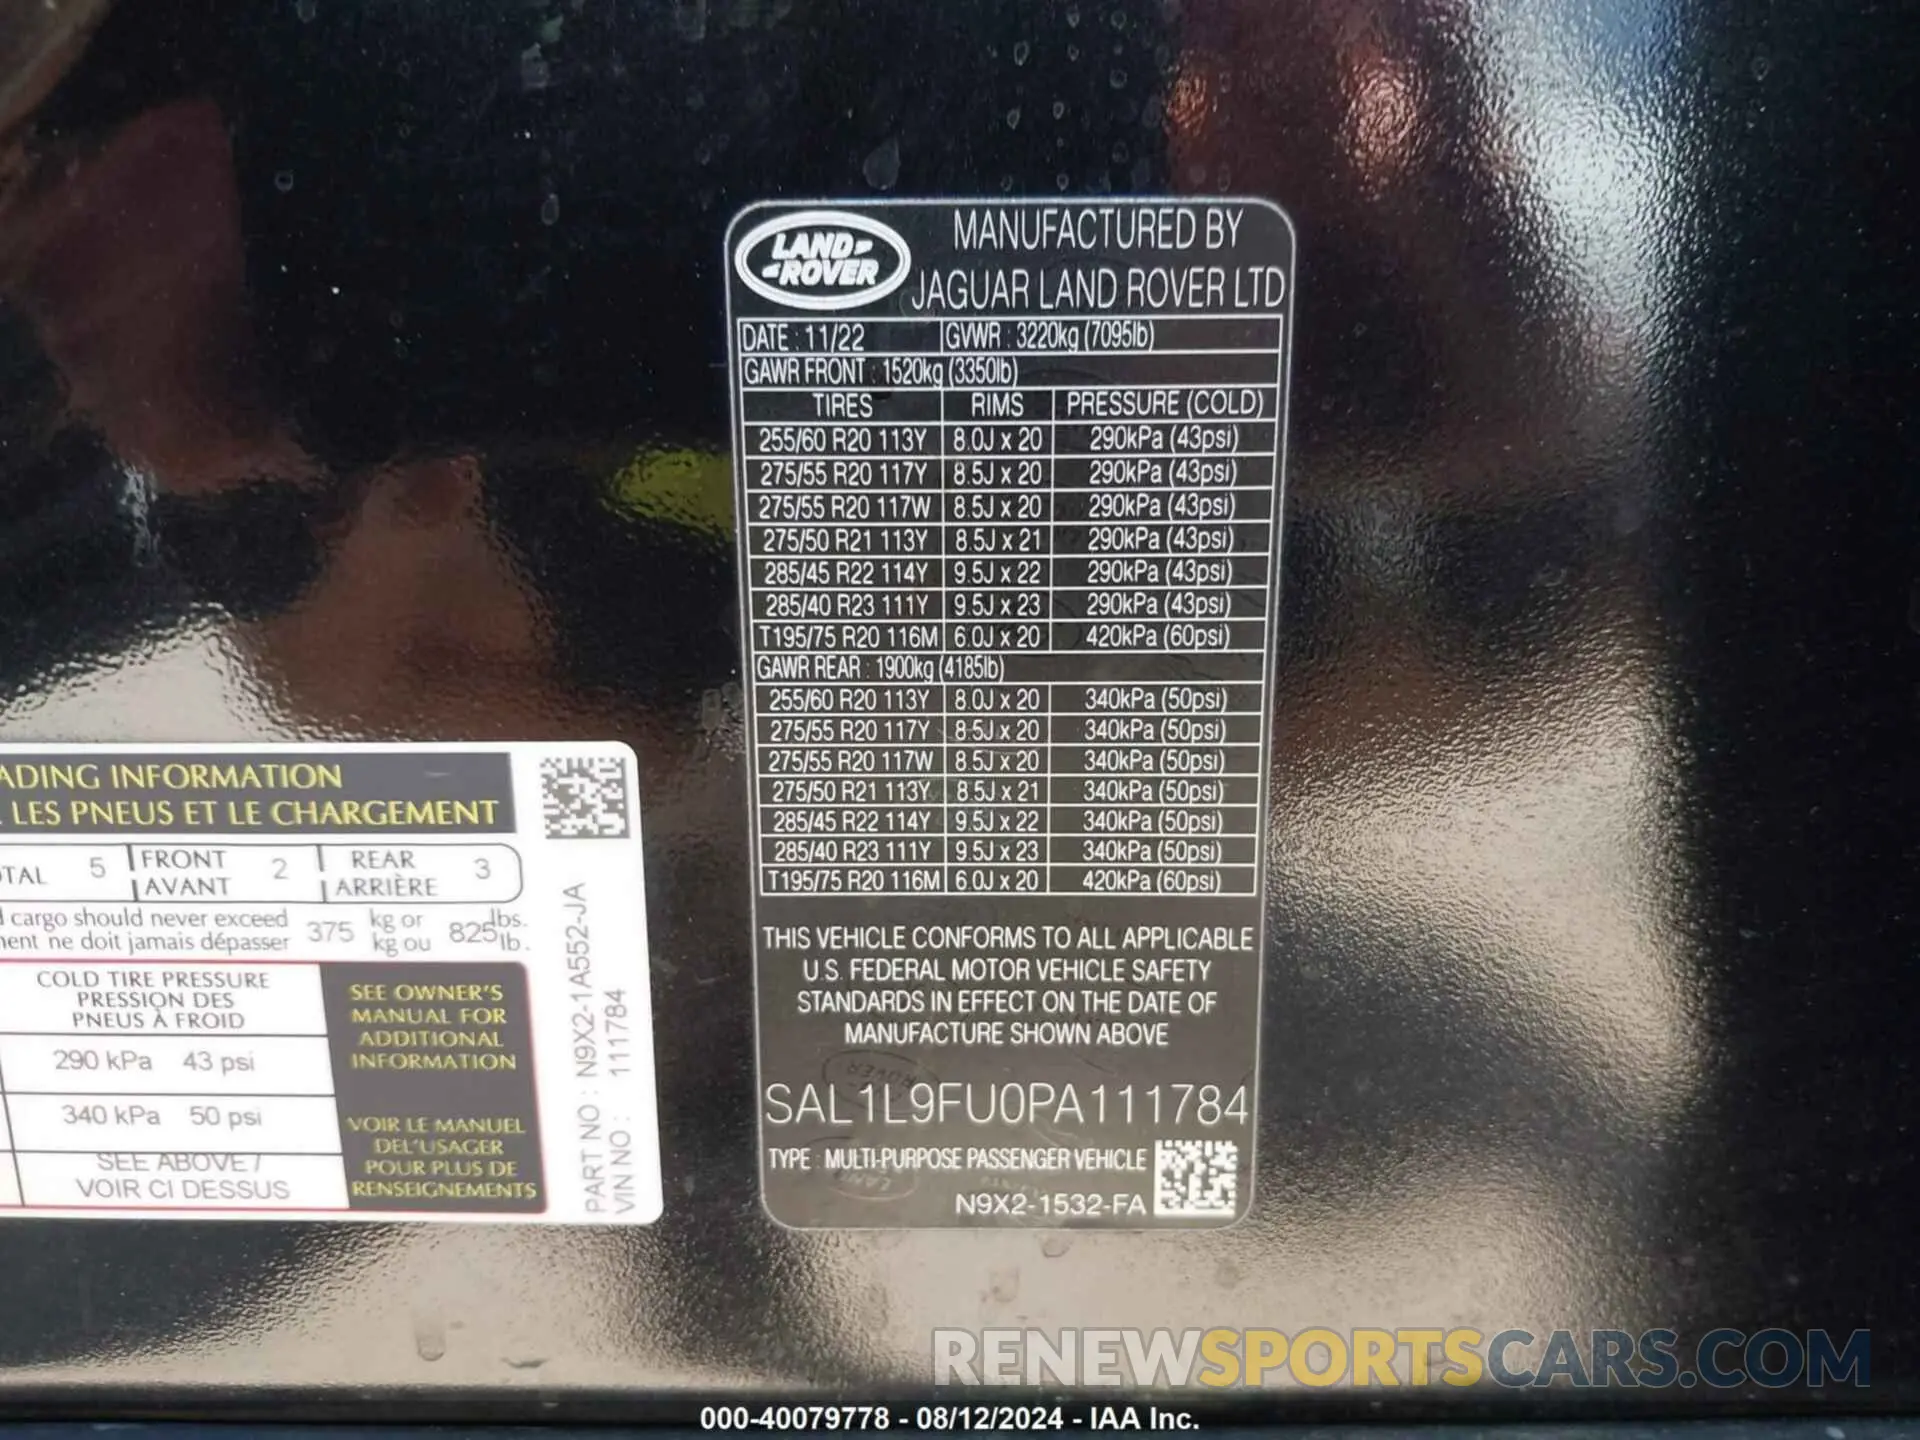 LAND-
-ROVER
MANUFACTURED BY
JAGUAR LAND ROVER LTD
DATE : 11/22 GVWR : 3220kg (7095lb)
GAWR FRONT : 1520kg (3350lb)
TIRES RIMS PRESSURE (COLD)
255/60 R20 113Y 8.0J x 20 290kPa (43psi)
275/55 R20 117Y 8.5J x 20 290kPa (43psi)
275/55 R20 117W 8.5J x 20 290kPa (43psi)
275/50 R21 113Y 8.5J x 21 290kPa (43psi)
285/45 R22 114Y 9.5J x 22 290kPa (43psi)
285/40 R23 111Y 9.5J x 23 290kPa (43psi)
T195/75 R20 116M 6.0J x 20 420kPa (60psi)
GAWR REAR : 1900kg (4185lb)
255/60 R20 113Y 8.0J x 20 340kPa (50psi)
275/55 R20 117Y 8.5J x 20 340kPa (50psi)
275/55 R20 117W 8.5J x 20 340kPa (50psi)
275/50 R21 113Y 8.5J x 21 340kPa (50psi)
285/45 R22 114Y 9.5J x 22 340kPa (50psi)
285/40 R23 111Y 9.5J x 23 340kPa (50psi)
T195/75 R20 116M 6.0J x 20 420kPa (60psi)
THIS VEHICLE CONFORMS TO ALL APPLICABLE
U.S. FEDERAL MOTOR VEHICLE SAFETY
STANDARDS IN EFFECT ON THE DATE OF
MANUFACTURE SHOWN ABOVE
SAL1L9FU0PA111784
TYPE : MULTI-PURPOSE PASSENGER VEHICLE
N9X2-1532-FA
ADING INFORMATION
LES PNEUS ET LE CHARGEMENT
OTAL 5 FRONT 2 REAR 3
AVANT ARRIÈRE
d cargo should never exceed 375 kg or 825 lbs.
ment ne doit jamais dépasser kg ou lb.
COLD TIRE PRESSURE
PRESSION DES
PNEUS À FROID
290 kPa 43 psi
340 kPa 50 psi
SEE ABOVE /
VOIR CI DESSUS
SEE OWNER'S
MANUAL FOR
ADDITIONAL
INFORMATION
VOIR LE MANUEL
DEL'USAGER
POUR PLUS DE
RENSEIGNEMENTS
PART NO : N9X2-1A552-JA
VIN NO : 111784
RENEWSPORTSCARS.COM
000-40079778 - 08/12/2024 - IAA Inc.